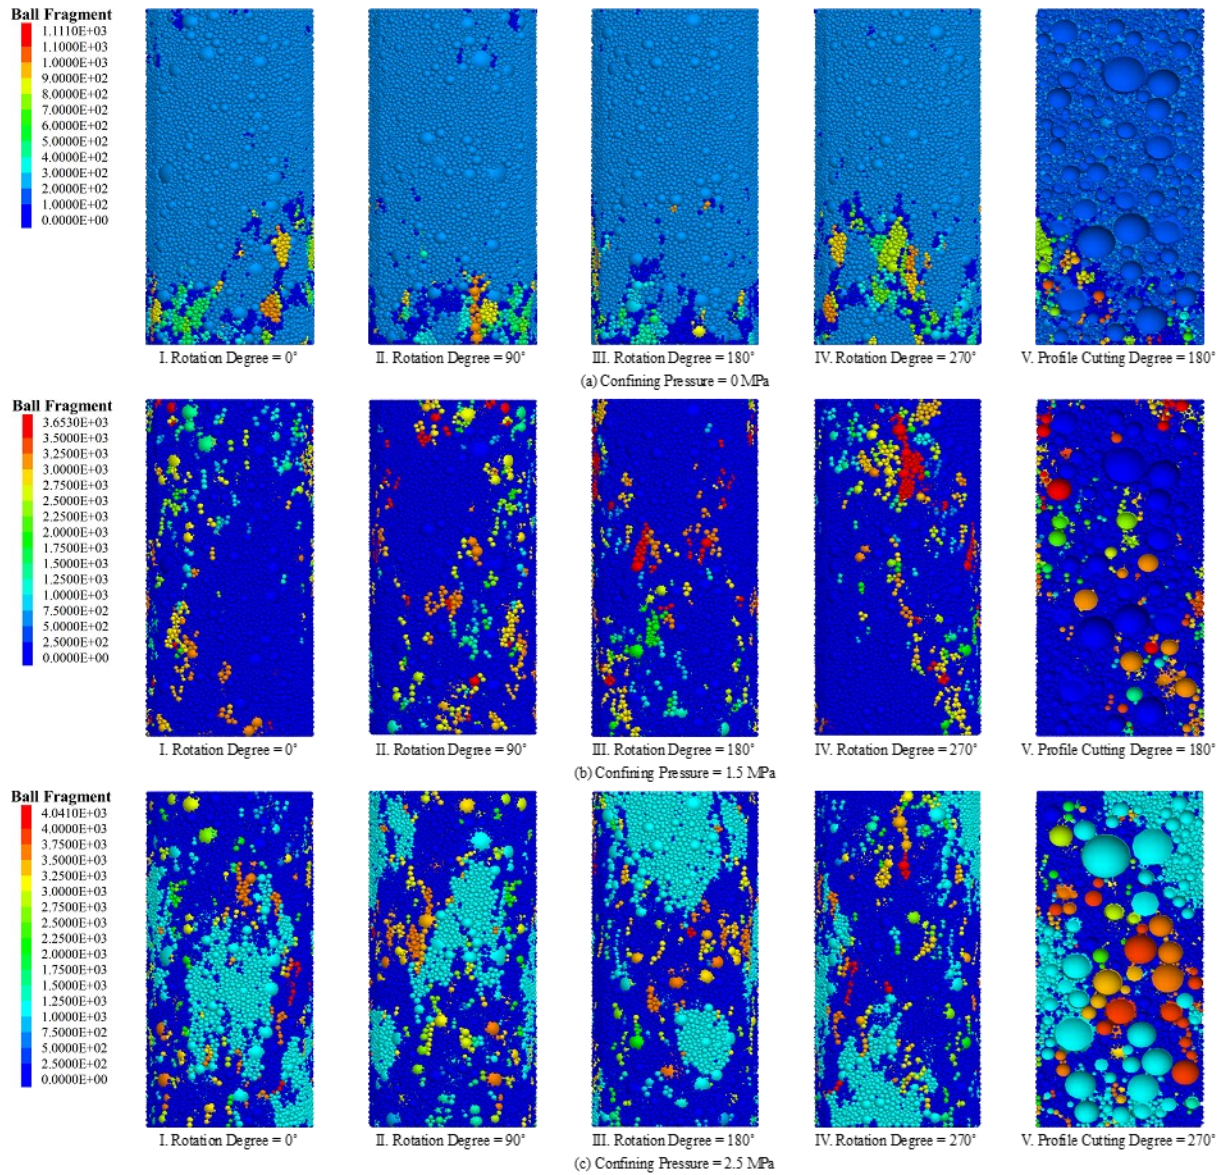 Ball Fragment
1.1110E+03
1.1000E+03
1.0000E+03
9.0000E+02
8.0000E+02
7.0000E+02
6.0000E+02
5.0000E+02
4.0000E+02
3.0000E+02
2.0000E+02
1.0000E+02
0.0000E+00
I. Rotation Degree = 0°
II. Rotation Degree = 90°
III. Rotation Degree = 180°
IV. Rotation Degree = 270°
V. Profile Cutting Degree = 180°
(a) Confining Pressure = 0 MPa
Ball Fragment
3.6530E+03
3.5000E+03
3.2500E+03
3.0000E+03
2.7500E+03
2.5000E+03
2.2500E+03
2.0000E+03
1.7500E+03
1.5000E+03
1.2500E+03
1.0000E+03
7.5000E+02
5.0000E+02
2.5000E+02
0.0000E+00
I. Rotation Degree = 0°
II. Rotation Degree = 90°
III. Rotation Degree = 180°
IV. Rotation Degree = 270°
V. Profile Cutting Degree = 180°
(b) Confining Pressure = 1.5 MPa
Ball Fragment
4.0410E+03
4.0000E+03
3.7500E+03
3.5000E+03
3.2500E+03
3.0000E+03
2.7500E+03
2.5000E+03
2.2500E+03
2.0000E+03
1.7500E+03
1.5000E+03
1.2500E+03
1.0000E+03
7.5000E+02
5.0000E+02
2.5000E+02
0.0000E+00
I. Rotation Degree = 0°
II. Rotation Degree = 90°
III. Rotation Degree = 180°
IV. Rotation Degree = 270°
V. Profile Cutting Degree = 270°
(c) Confining Pressure = 2.5 MPa